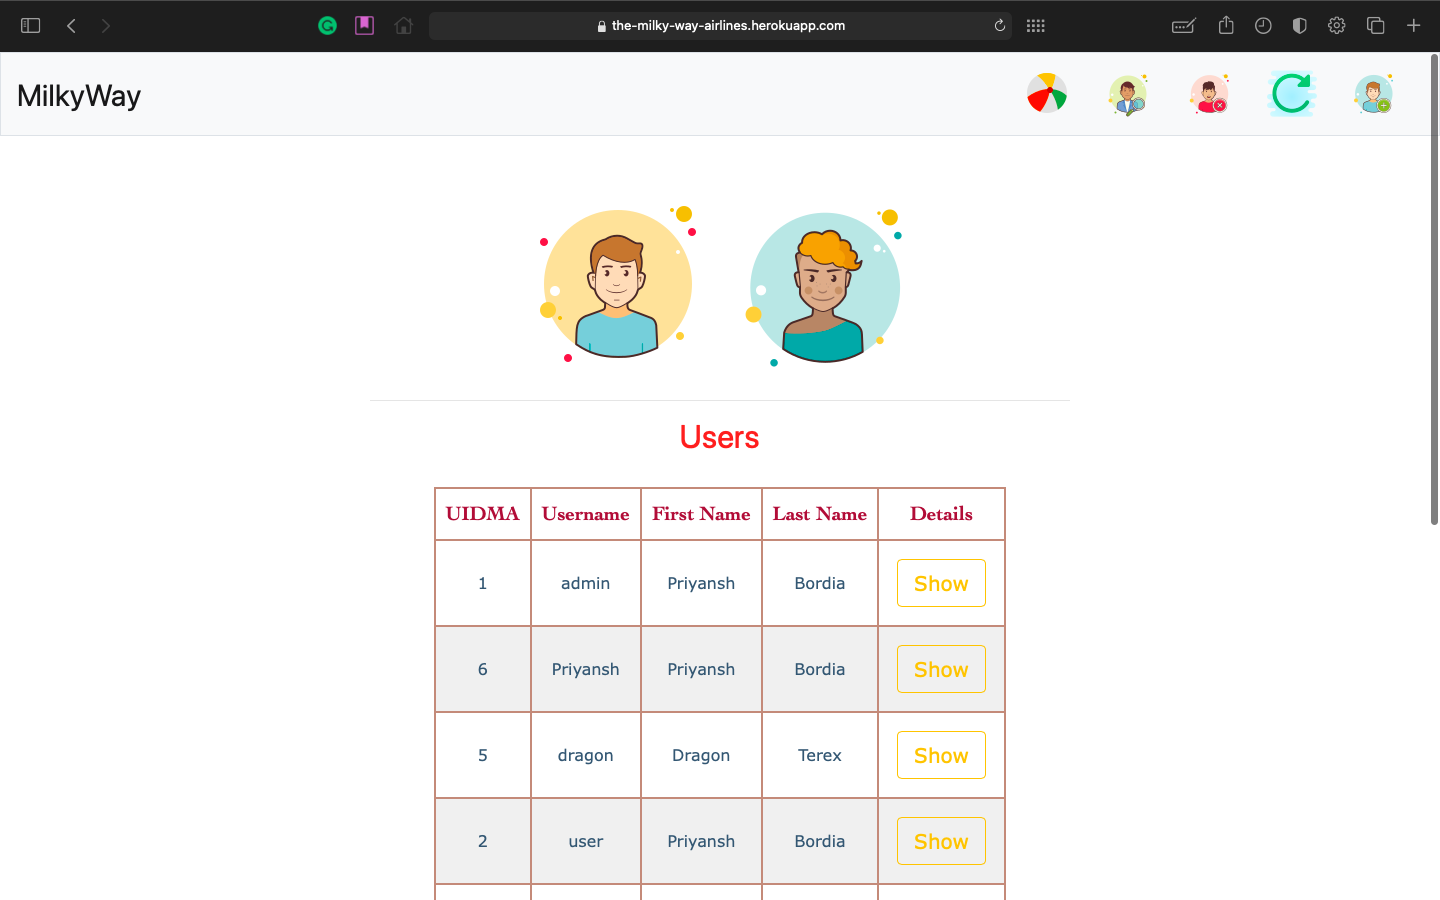 the-milky-way-airlines.herokuapp.com
MilkyWay
Users
UIDMA Username First Name Last Name Details
1 admin Priyansh Bordia Show
6 Priyansh Priyansh Bordia Show
5 dragon Dragon Terex Show
2 user Priyansh Bordia Show